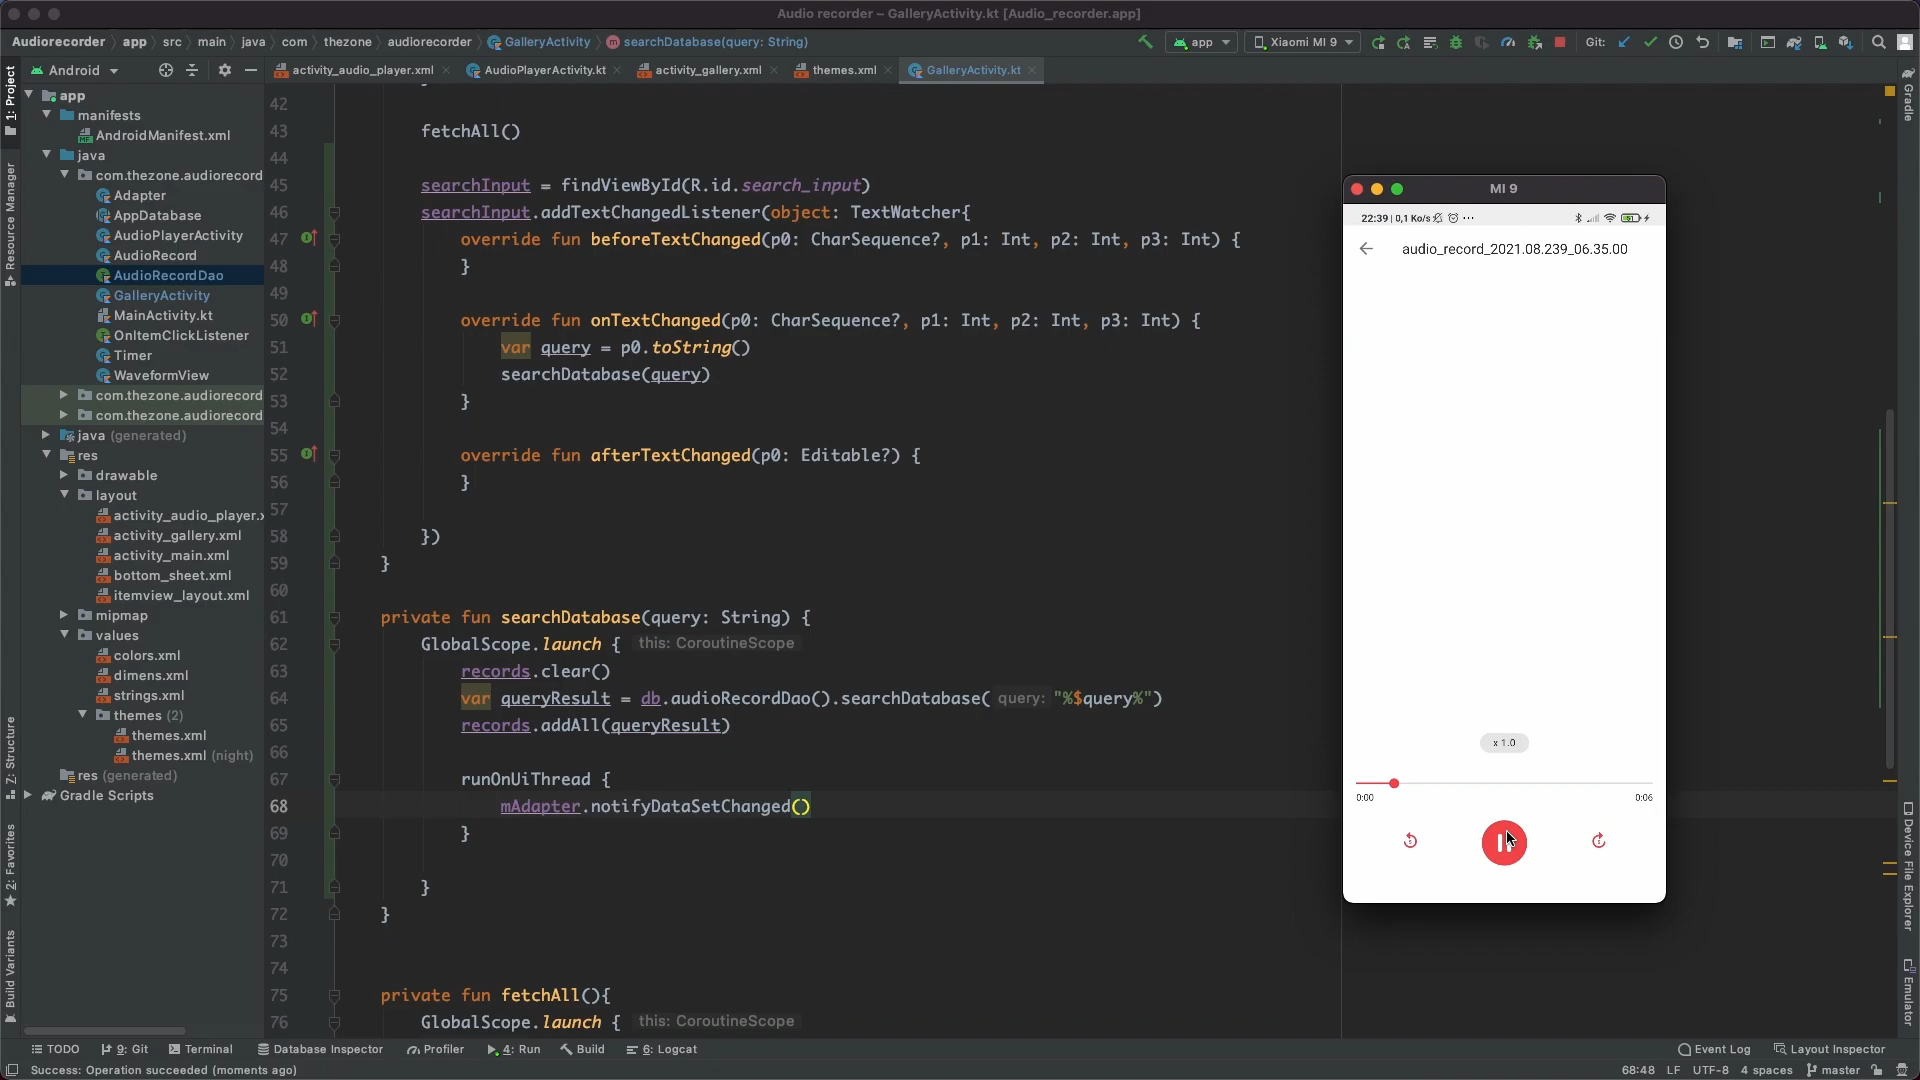 Audio recorder – GalleryActivity.kt [Audio_recorder.app]
Audiorecorder app src main java com thezone audiorecorder GalleryActivity searchDatabase(query: String)
app Xiaomi MI 9 Git:
Android
activity_audio_player.xml AudioPlayerActivity.kt activity_gallery.xml themes.xml GalleryActivity.kt
1: Project
Resource Manager
Z: Structure
2: Favorites
Build Variants
app
manifests
AndroidManifest.xml
java
com.thezone.audiorecord
Adapter
AppDatabase
AudioPlayerActivity
AudioRecord
AudioRecordDao
GalleryActivity
MainActivity.kt
OnItemClickListener
Timer
WaveformView
com.thezone.audiorecord
com.thezone.audiorecord
java (generated)
res
drawable
layout
activity_audio_player.x
activity_gallery.xml
activity_main.xml
bottom_sheet.xml
itemview_layout.xml
mipmap
values
colors.xml
dimens.xml
strings.xml
themes (2)
themes.xml
themes.xml (night)
res (generated)
Gradle Scripts
42
43 fetchAll()
44
45 searchInput = findViewById(R.id.search_input)
46 searchInput.addTextChangedListener(object: TextWatcher{
47 override fun beforeTextChanged(p0: CharSequence?, p1: Int, p2: Int, p3: Int) {
48 }
49
50 override fun onTextChanged(p0: CharSequence?, p1: Int, p2: Int, p3: Int) {
51 var query = p0.toString()
52 searchDatabase(query)
53 }
54
55 override fun afterTextChanged(p0: Editable?) {
56 }
57
58 })
59 }
60
61 private fun searchDatabase(query: String) {
62 GlobalScope.launch { this: CoroutineScope
63 records.clear()
64 var queryResult = db.audioRecordDao().searchDatabase( query: "%$query%")
65 records.addAll(queryResult)
66
67 runOnUiThread {
68 mAdapter.notifyDataSetChanged()
69 }
70
71 }
72 }
73
74
75 private fun fetchAll(){
76 GlobalScope.launch { this: CoroutineScope
MI 9
22:39 | 0,1 Ko/s ···
audio_record_2021.08.239_06.35.00
x 1.0
0:00 0:06
Gradle
Device File Explorer
Emulator
TODO 9: Git Terminal Database Inspector Profiler 4: Run Build 6: Logcat Event Log Layout Inspector
Success: Operation succeeded (moments ago) 68:48 LF UTF-8 4 spaces master